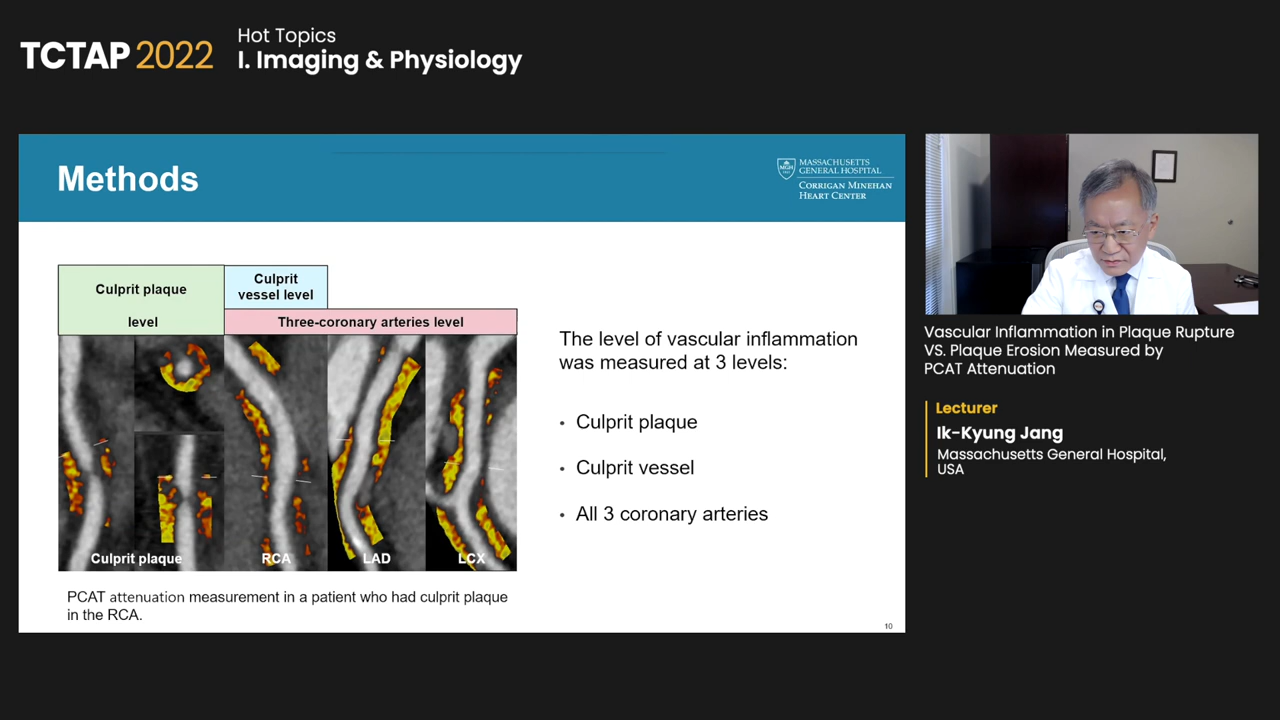 TCTAP 2022
Hot Topics
I. Imaging & Physiology
Methods
MGH
MASSACHUSETTS
GENERAL HOSPITAL
CORRIGAN MINEHAN
HEART CENTER
Culprit plaque
level
Culprit
vessel level
Three-coronary arteries level
Culprit plaque
RCA
LAD
LCX
PCAT attenuation measurement in a patient who had culprit plaque
in the RCA.
The level of vascular inflammation
was measured at 3 levels:
• Culprit plaque
• Culprit vessel
• All 3 coronary arteries
10
Vascular Inflammation in Plaque Rupture
VS. Plaque Erosion Measured by
PCAT Attenuation
Lecturer
Ik-Kyung Jang
Massachusetts General Hospital,
USA